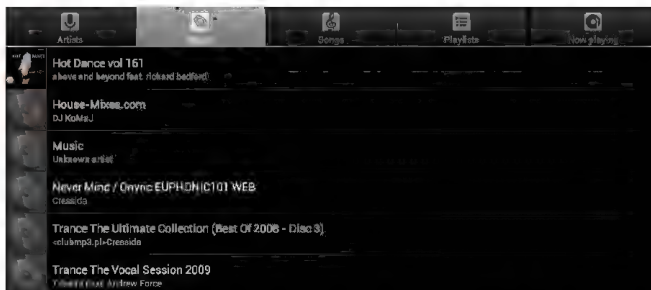 Artists
Songs
Playlists
Now playing
Hot Dance vol 161
above and beyond feat. richard bedford
House-Mixes.com
DJ KoMaJ
Music
Unknown artist
Never Mind / Onyric EUPHONIC101 WEB
Cressida
Trance The Ultimate Collection (Best Of 2008 - Disc 3)
<clubmp3.pl>Cressida
Trance The Vocal Session 2009
Andrew Force